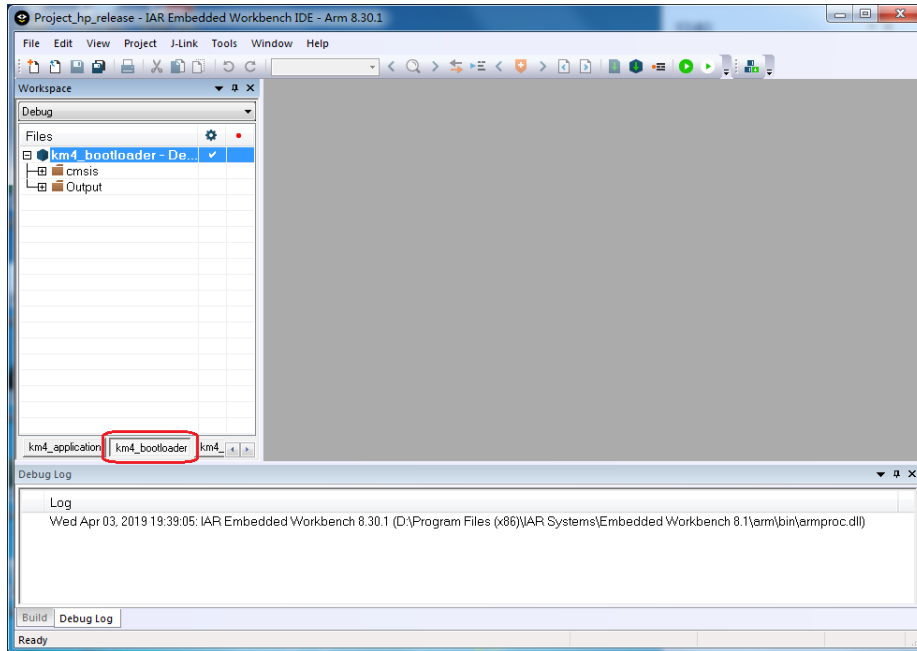 Project_hp_release - IAR Embedded Workbench IDE - Arm 8.30.1
File Edit View Project J-Link Tools Window Help
Workspace
Debug
Files
km4_bootloader - De...
cmsis
Output
km4_application km4_bootloader km4_
Debug Log
Log
Wed Apr 03, 2019 19:39:05: IAR Embedded Workbench 8.30.1 (D:\Program Files (x86)\IAR Systems\Embedded Workbench 8.1\arm\bin\armproc.dll)
Build Debug Log
Ready